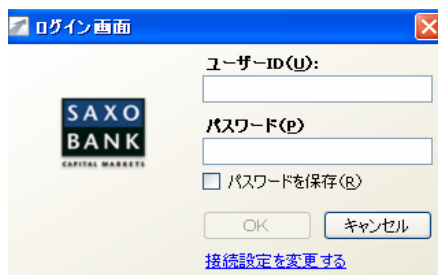 ログイン画面
ユーザーID(U):
SAXO
BANK
CAPITAL MARKETS
パスワード(P)
パスワードを保存(R)
OK
キャンセル
接続設定を変更する